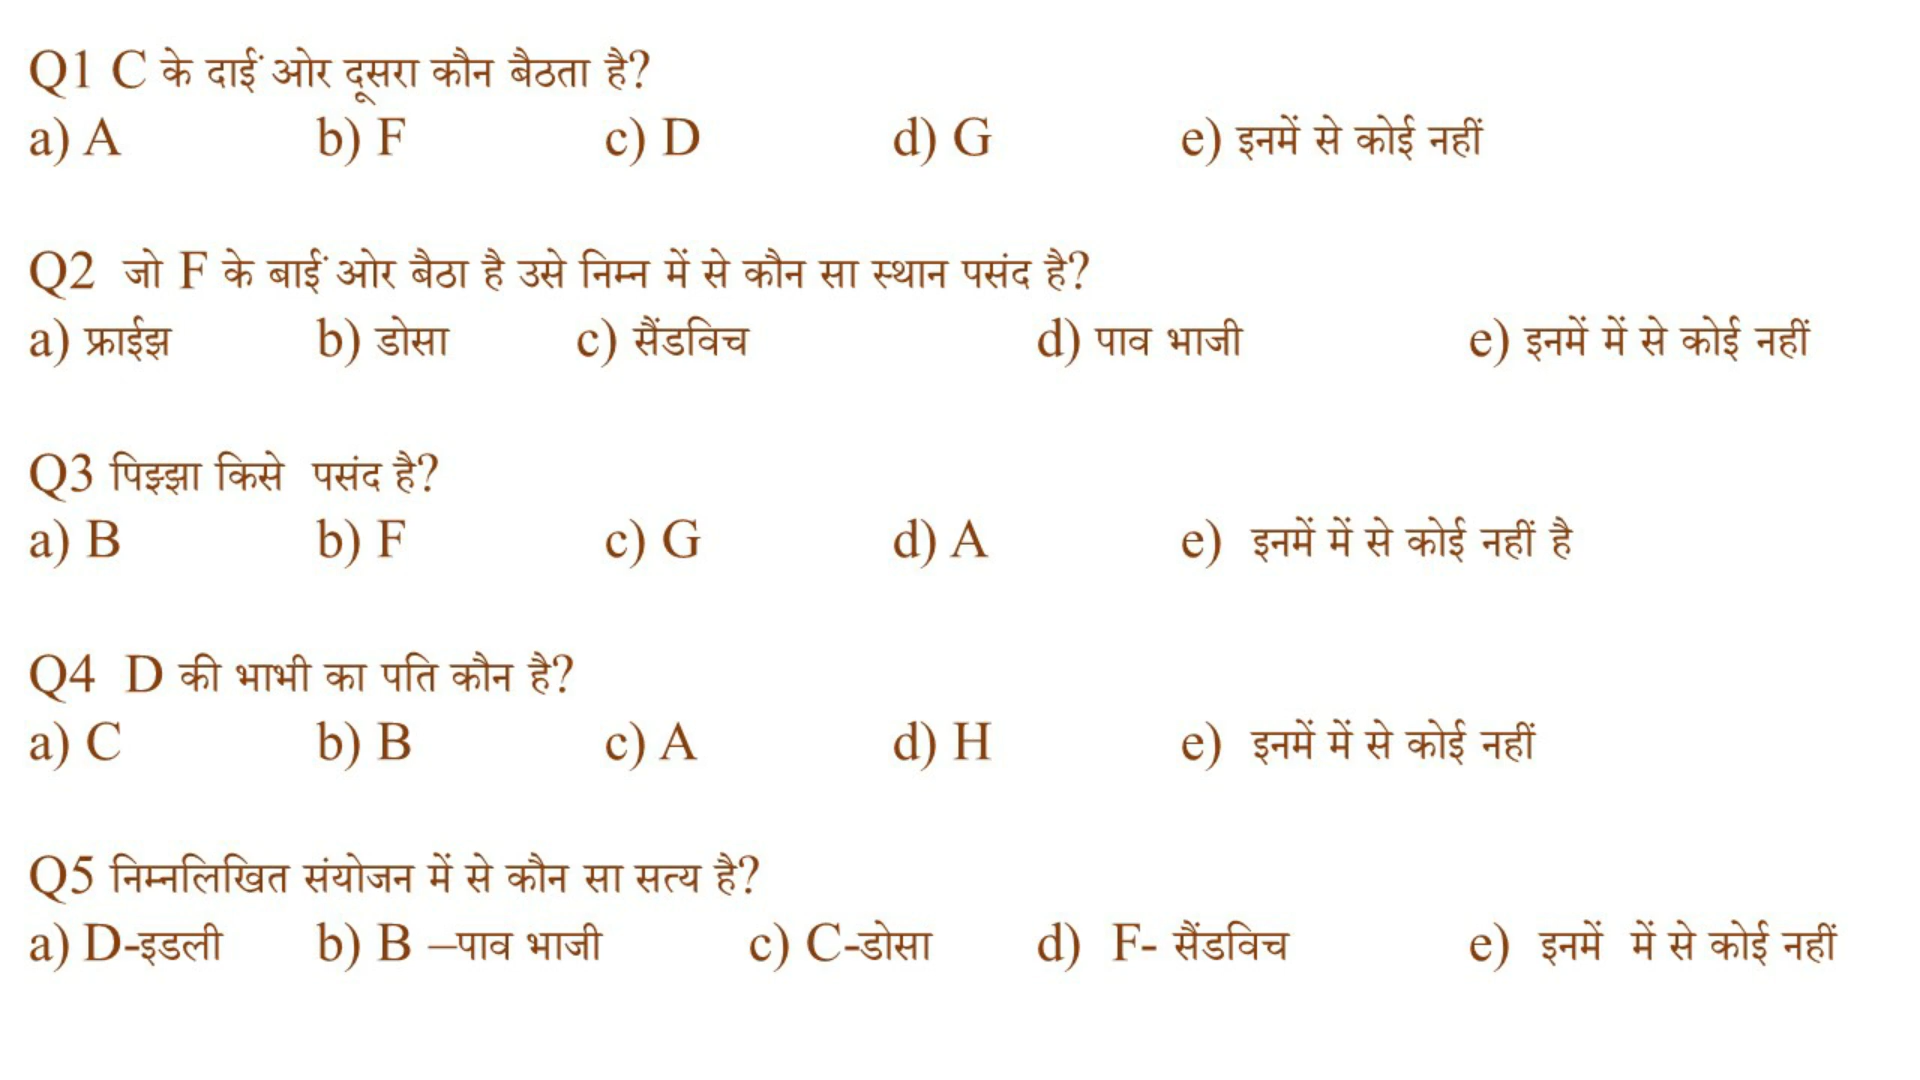 Q1 C के दाईं ओर दूसरा कौन बैठता है?
a) A b) F c) D d) G e) इनमें से कोई नहीं
Q2 जो F के बाईं ओर बैठा है उसे निम्न में से कौन सा स्थान पसंद है?
a) फ्राईझ b) डोसा c) सैंडविच d) पाव भाजी e) इनमें में से कोई नहीं
Q3 पिझ्झा किसे पसंद है?
a) B b) F c) G d) A e) इनमें में से कोई नहीं है
Q4 D की भाभी का पति कौन है?
a) C b) B c) A d) H e) इनमें में से कोई नहीं
Q5 निम्नलिखित संयोजन में से कौन सा सत्य है?
a) D-इडली b) B –पाव भाजी c) C-डोसा d) F- सैंडविच e) इनमें में से कोई नहीं